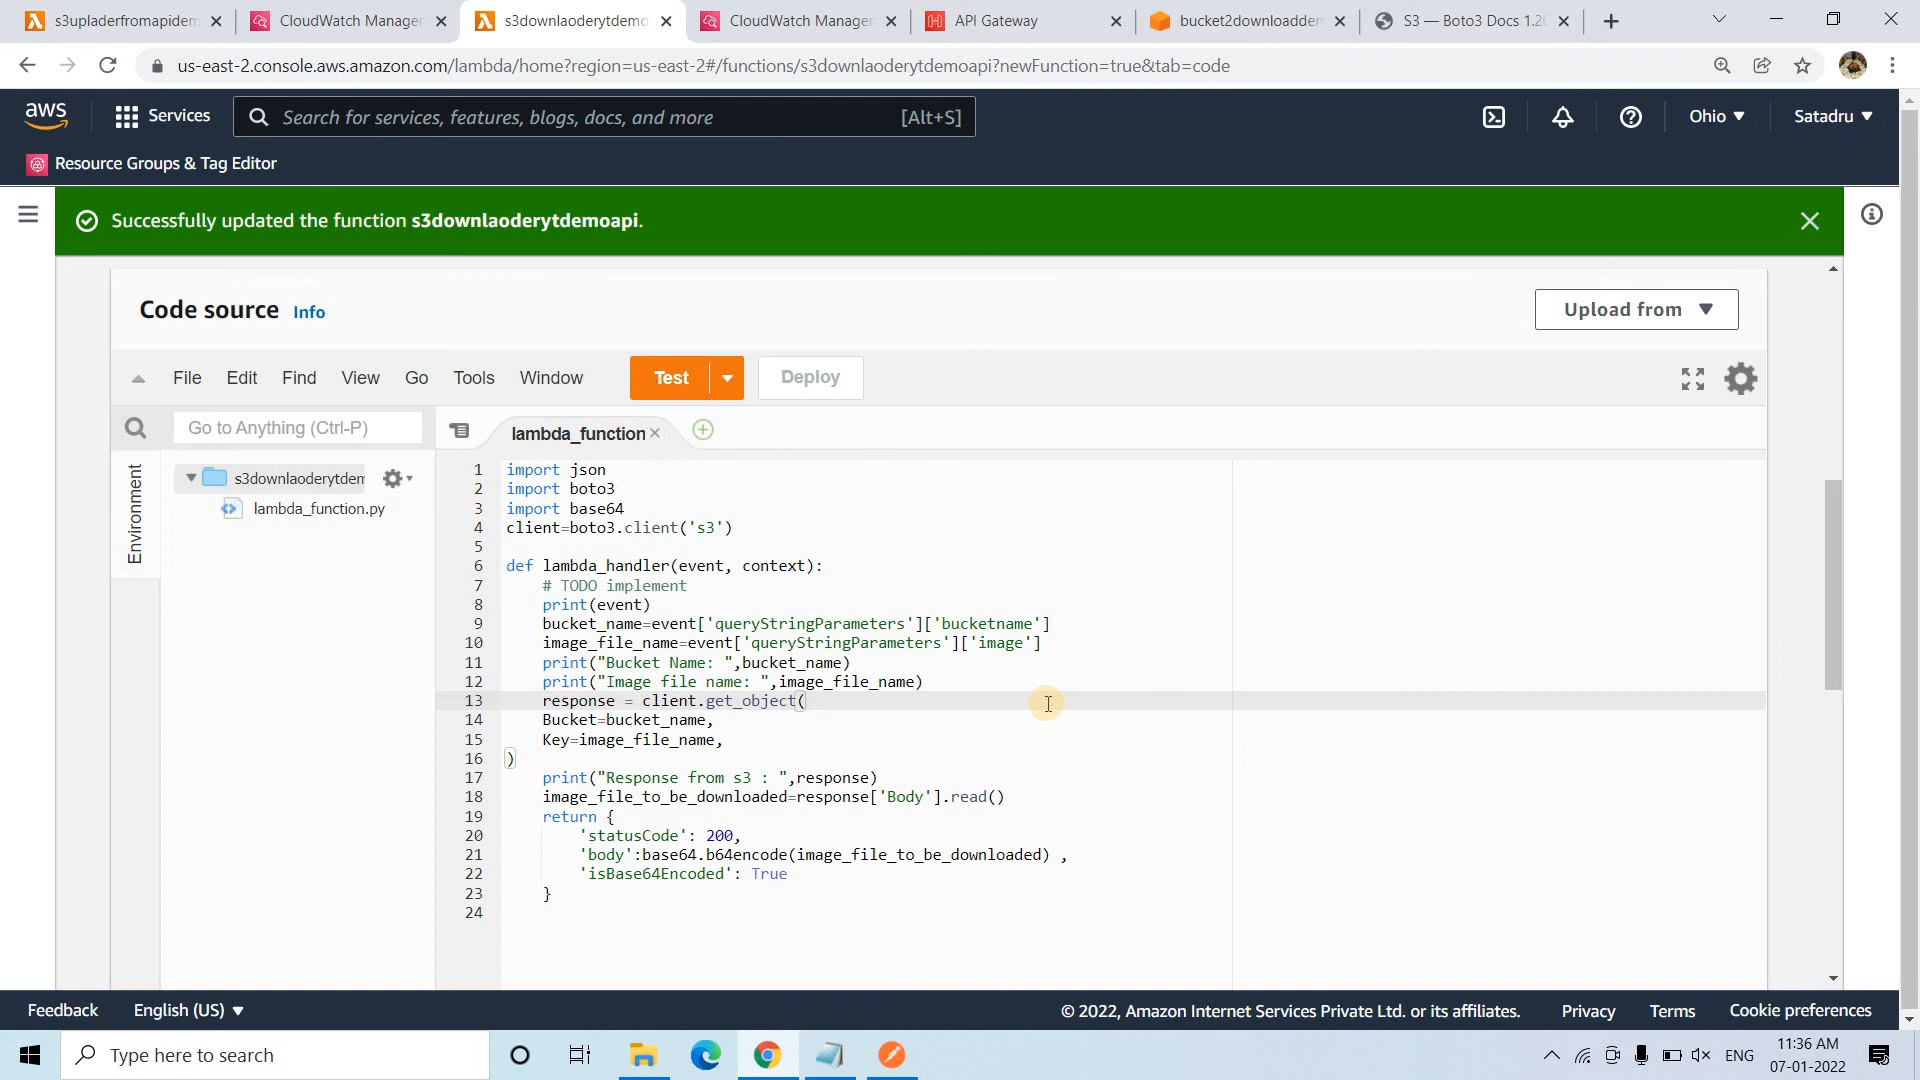 s3upladerfromapidem
CloudWatch Manager
s3downlaoderytdemo
CloudWatch Manager
API Gateway
bucket2downloaddem
S3 — Boto3 Docs 1.20
us-east-2.console.aws.amazon.com/lambda/home?region=us-east-2#/functions/s3downlaoderytdemoapi?newFunction=true&tab=code
aws
Services
Search for services, features, blogs, docs, and more
[Alt+S]
Ohio
Satadru
Resource Groups & Tag Editor
Successfully updated the function s3downlaoderytdemoapi.
Code source Info
Upload from
File Edit Find View Go Tools Window
Test
Deploy
Go to Anything (Ctrl-P)
lambda_function
Environment
s3downlaoderytdem
lambda_function.py
1 import json
2 import boto3
3 import base64
4 client=boto3.client('s3')
5
6 def lambda_handler(event, context):
7 # TODO implement
8 print(event)
9 bucket_name=event['queryStringParameters']['bucketname']
10 image_file_name=event['queryStringParameters']['image']
11 print("Bucket Name: ",bucket_name)
12 print("Image file name: ",image_file_name)
13 response = client.get_object(
14 Bucket=bucket_name,
15 Key=image_file_name,
16 )
17 print("Response from s3 : ",response)
18 image_file_to_be_downloaded=response['Body'].read()
19 return {
20 'statusCode': 200,
21 'body':base64.b64encode(image_file_to_be_downloaded) ,
22 'isBase64Encoded': True
23 }
24
Feedback
English (US)
© 2022, Amazon Internet Services Private Ltd. or its affiliates.
Privacy
Terms
Cookie preferences
Type here to search
ENG
11:36 AM
07-01-2022